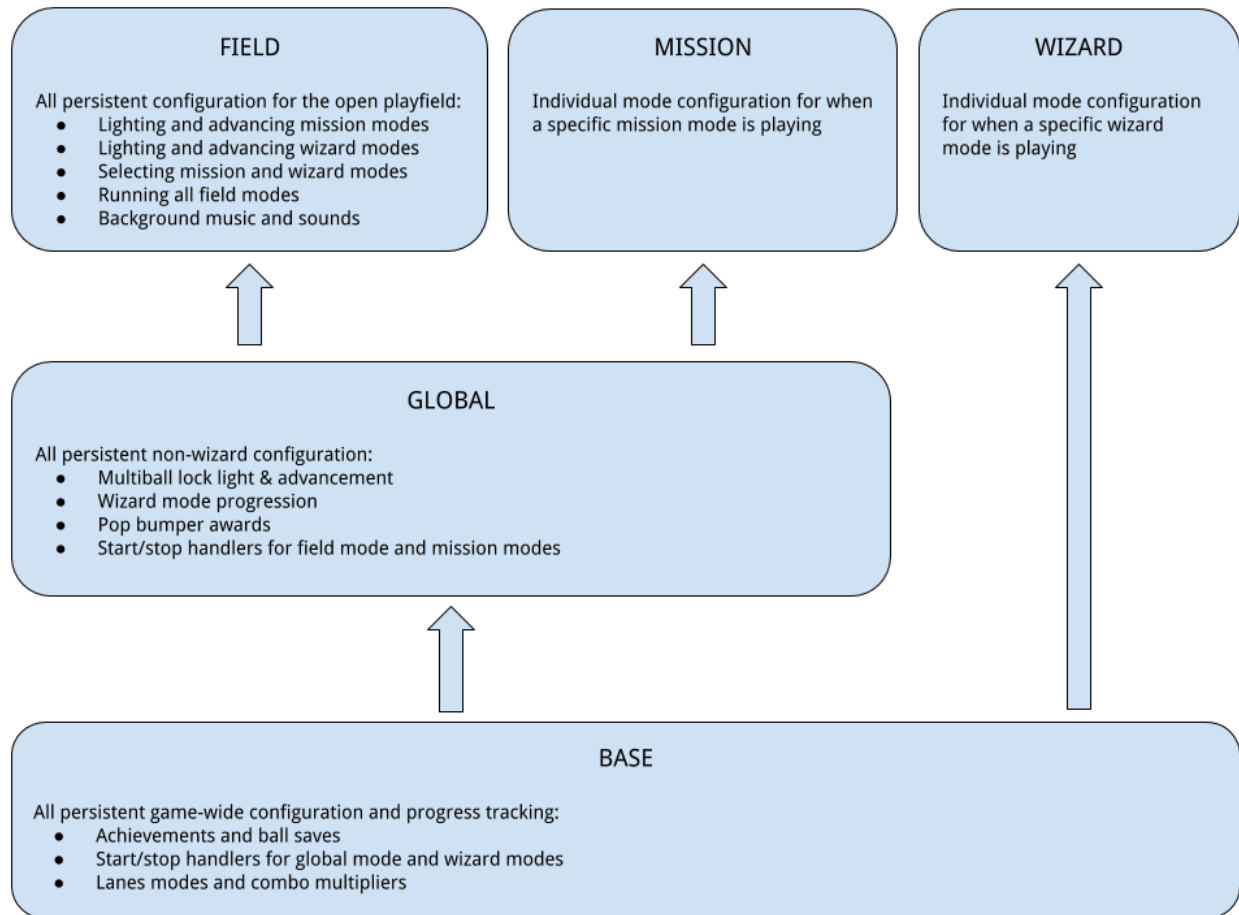 FIELD
All persistent configuration for the open playfield:
● Lighting and advancing mission modes
● Lighting and advancing wizard modes
● Selecting mission and wizard modes
● Running all field modes
● Background music and sounds
MISSION
Individual mode configuration for when
a specific mission mode is playing
WIZARD
Individual mode configuration
for when a specific wizard
mode is playing
GLOBAL
All persistent non-wizard configuration:
● Multiball lock light & advancement
● Wizard mode progression
● Pop bumper awards
● Start/stop handlers for field mode and mission modes
BASE
All persistent game-wide configuration and progress tracking:
● Achievements and ball saves
● Start/stop handlers for global mode and wizard modes
● Lanes modes and combo multipliers